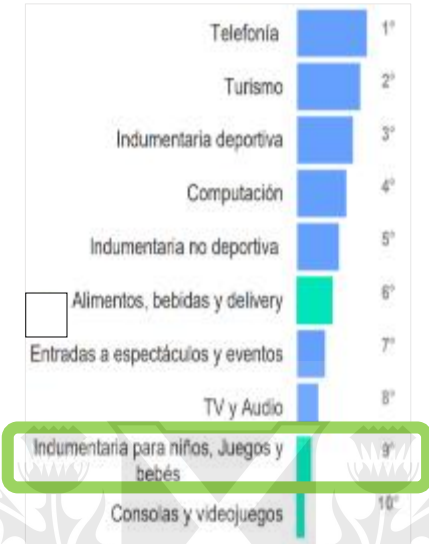 Telefonía 1°
Turismo 2°
Indumentaria deportiva 3°
Computación 4°
Indumentaria no deportiva 5°
Alimentos, bebidas y delivery 6°
Entradas a espectáculos y eventos 7°
TV y Audio 8°
Indumentaria para niños, Juegos y 9°
bebés
Consolas y videojuegos 10°